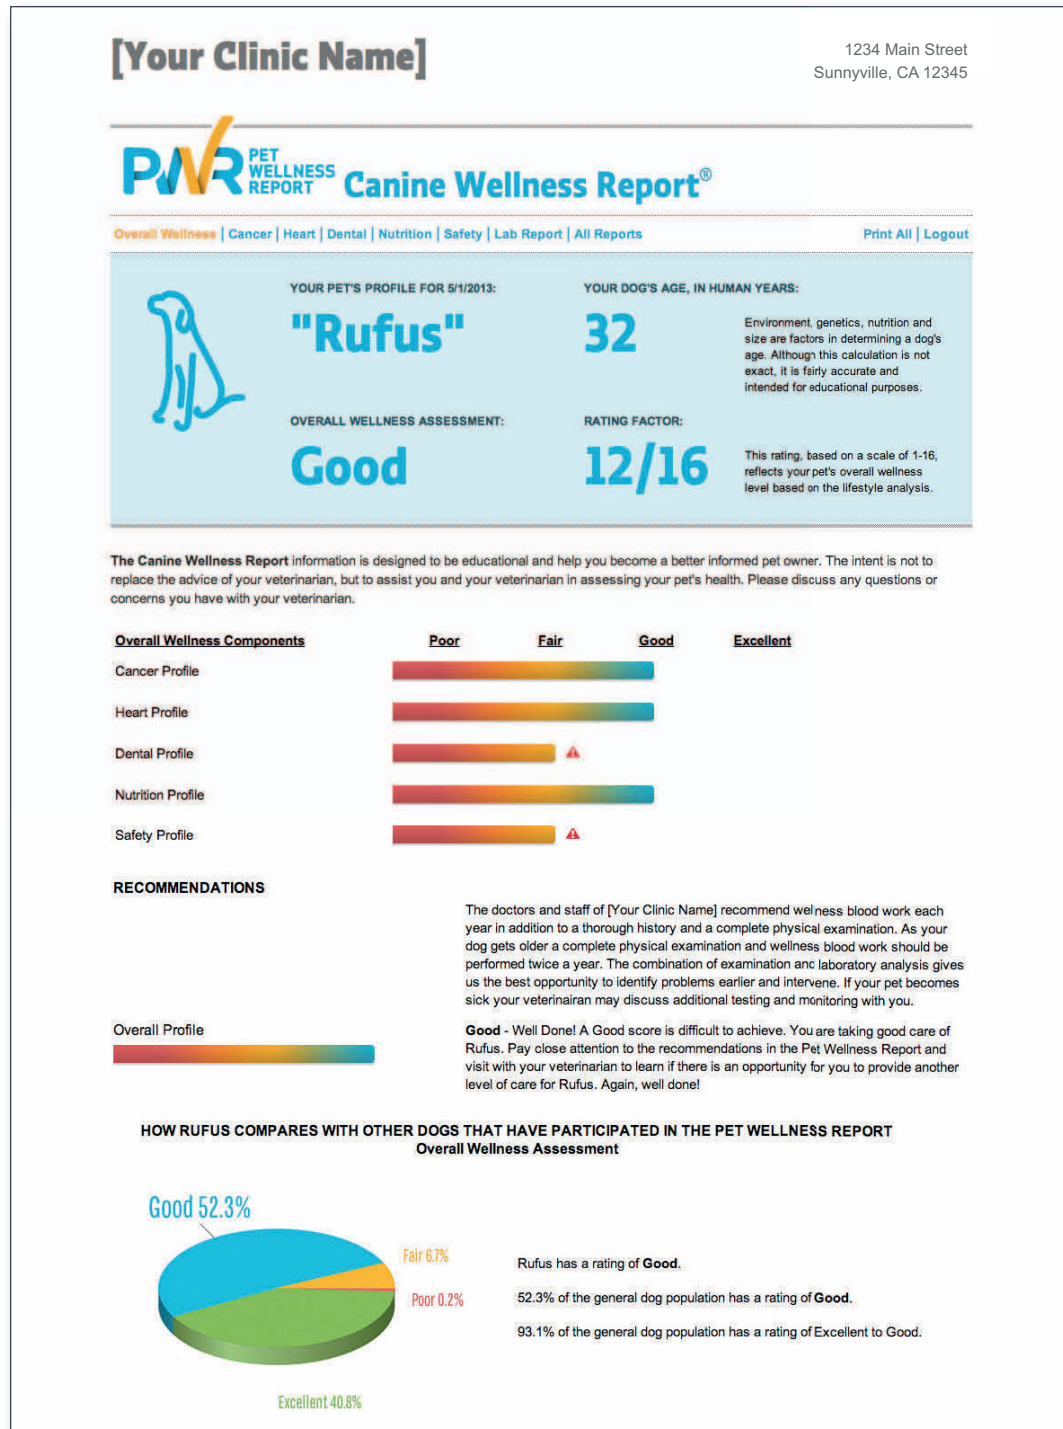 [Your Clinic Name]
1234 Main Street
Sunnyville, CA 12345
PWR PET
WELLNESS
REPORT
Canine Wellness Report®
Overall Wellness | Cancer | Heart | Dental | Nutrition | Safety | Lab Report | All Reports
Print All | Logout
YOUR PET'S PROFILE FOR 5/1/2013:
"Rufus"
YOUR DOG'S AGE, IN HUMAN YEARS:
32
Environment, genetics, nutrition and
size are factors in determining a dog's
age. Although this calculation is not
exact, it is fairly accurate and
intended for educational purposes.
OVERALL WELLNESS ASSESSMENT:
Good
RATING FACTOR:
12/16
This rating, based on a scale of 1-16,
reflects your pet's overall wellness
level based on the lifestyle analysis.
The Canine Wellness Report information is designed to be educational and help you become a better informed pet owner. The intent is not to
replace the advice of your veterinarian, but to assist you and your veterinarian in assessing your pet's health. Please discuss any questions or
concerns you have with your veterinarian.
Overall Wellness Components Poor Fair Good Excellent
Cancer Profile
Heart Profile
Dental Profile
Nutrition Profile
Safety Profile
RECOMMENDATIONS
The doctors and staff of [Your Clinic Name] recommend wellness blood work each
year in addition to a thorough history and a complete physical examination. As your
dog gets older a complete physical examination and wellness blood work should be
performed twice a year. The combination of examination and laboratory analysis gives
us the best opportunity to identify problems earlier and intervene. If your pet becomes
sick your veterinairan may discuss additional testing and monitoring with you.
Overall Profile
Good - Well Done! A Good score is difficult to achieve. You are taking good care of
Rufus. Pay close attention to the recommendations in the Pet Wellness Report and
visit with your veterinarian to learn if there is an opportunity for you to provide another
level of care for Rufus. Again, well done!
HOW RUFUS COMPARES WITH OTHER DOGS THAT HAVE PARTICIPATED IN THE PET WELLNESS REPORT
Overall Wellness Assessment
Good 52.3%
Fair 6.7%
Poor 0.2%
Excellent 40.8%
Rufus has a rating of Good.
52.3% of the general dog population has a rating of Good.
93.1% of the general dog population has a rating of Excellent to Good.